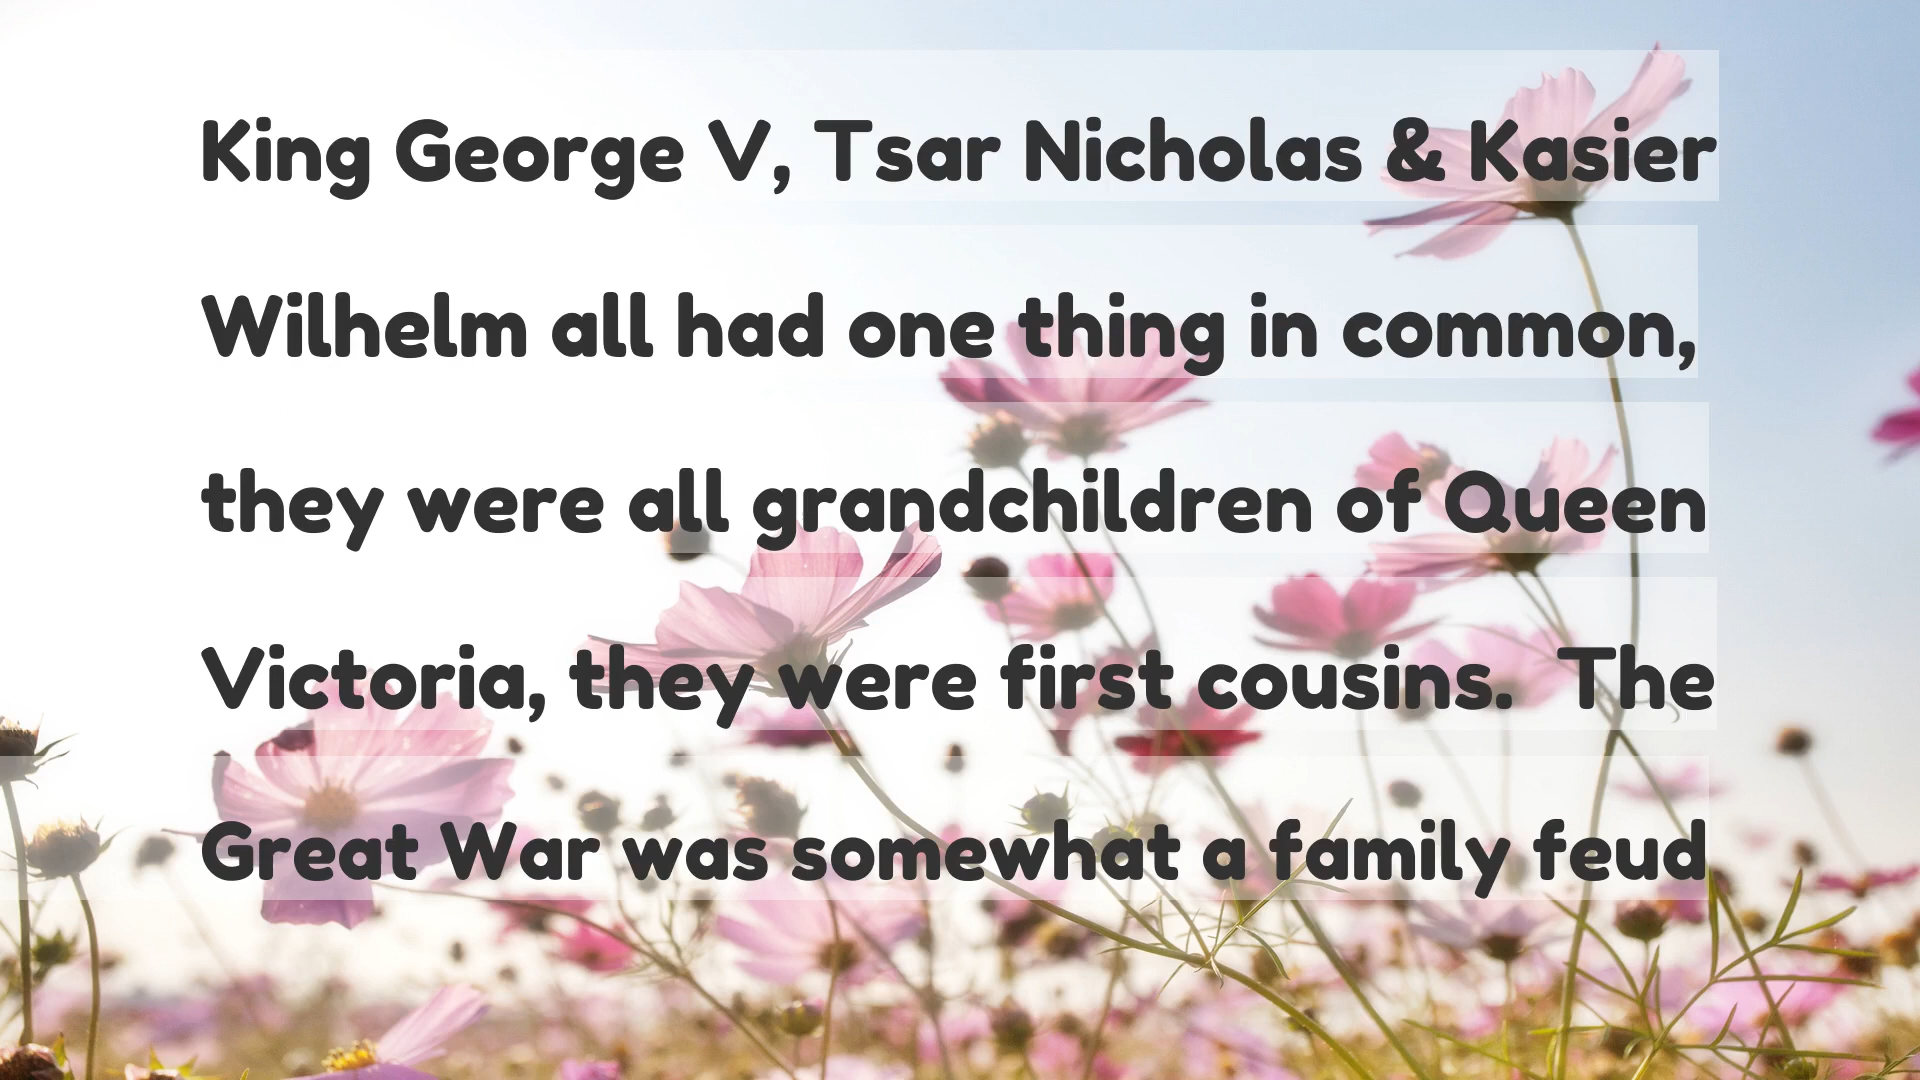 King George V, Tsar Nicholas & Kasier
Wilhelm all had one thing in common,
they were all grandchildren of Queen
Victoria, they were first cousins.  The
Great War was somewhat a family feud